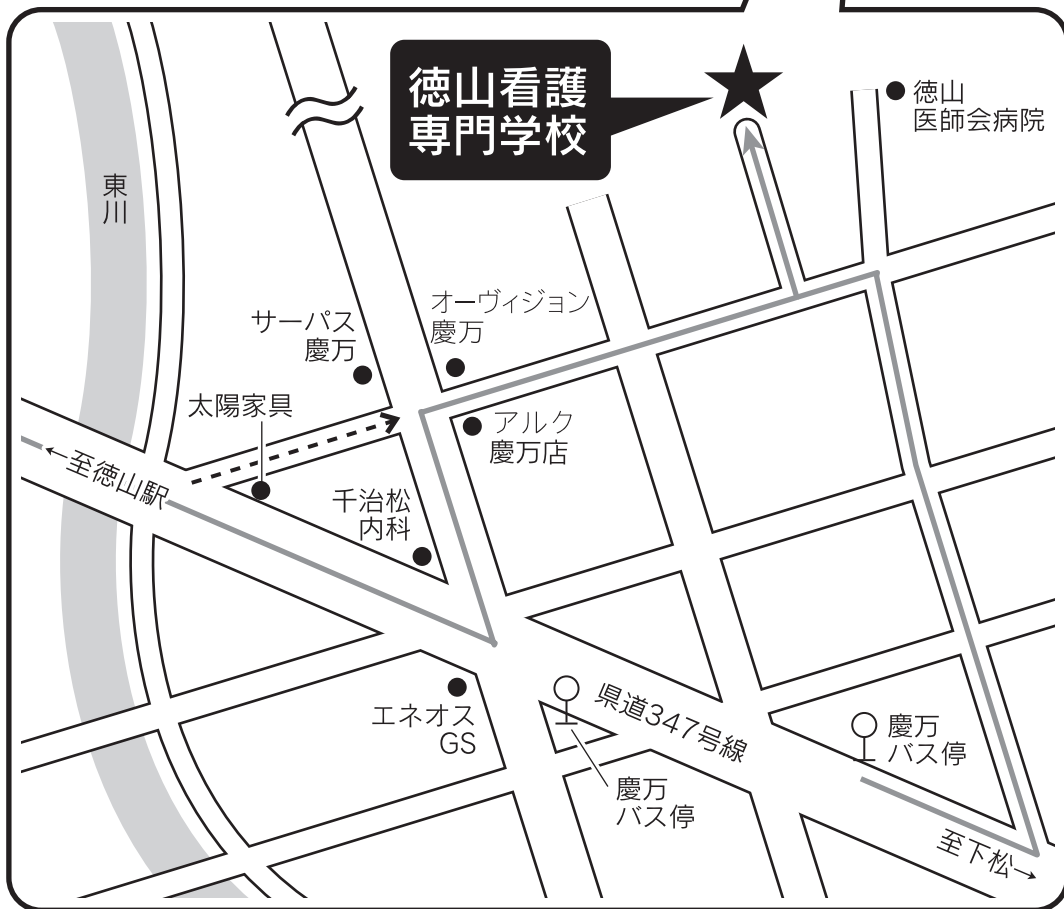 徳山看護
専門学校
徳山
医師会病院
東川
オーヴィジョン
慶万
サーパス
慶万
太陽家具
アルク
慶万店
←至徳山駅
千治松
内科
エネオス
GS
県道347号線
慶万
バス停
慶万
バス停
至下松→